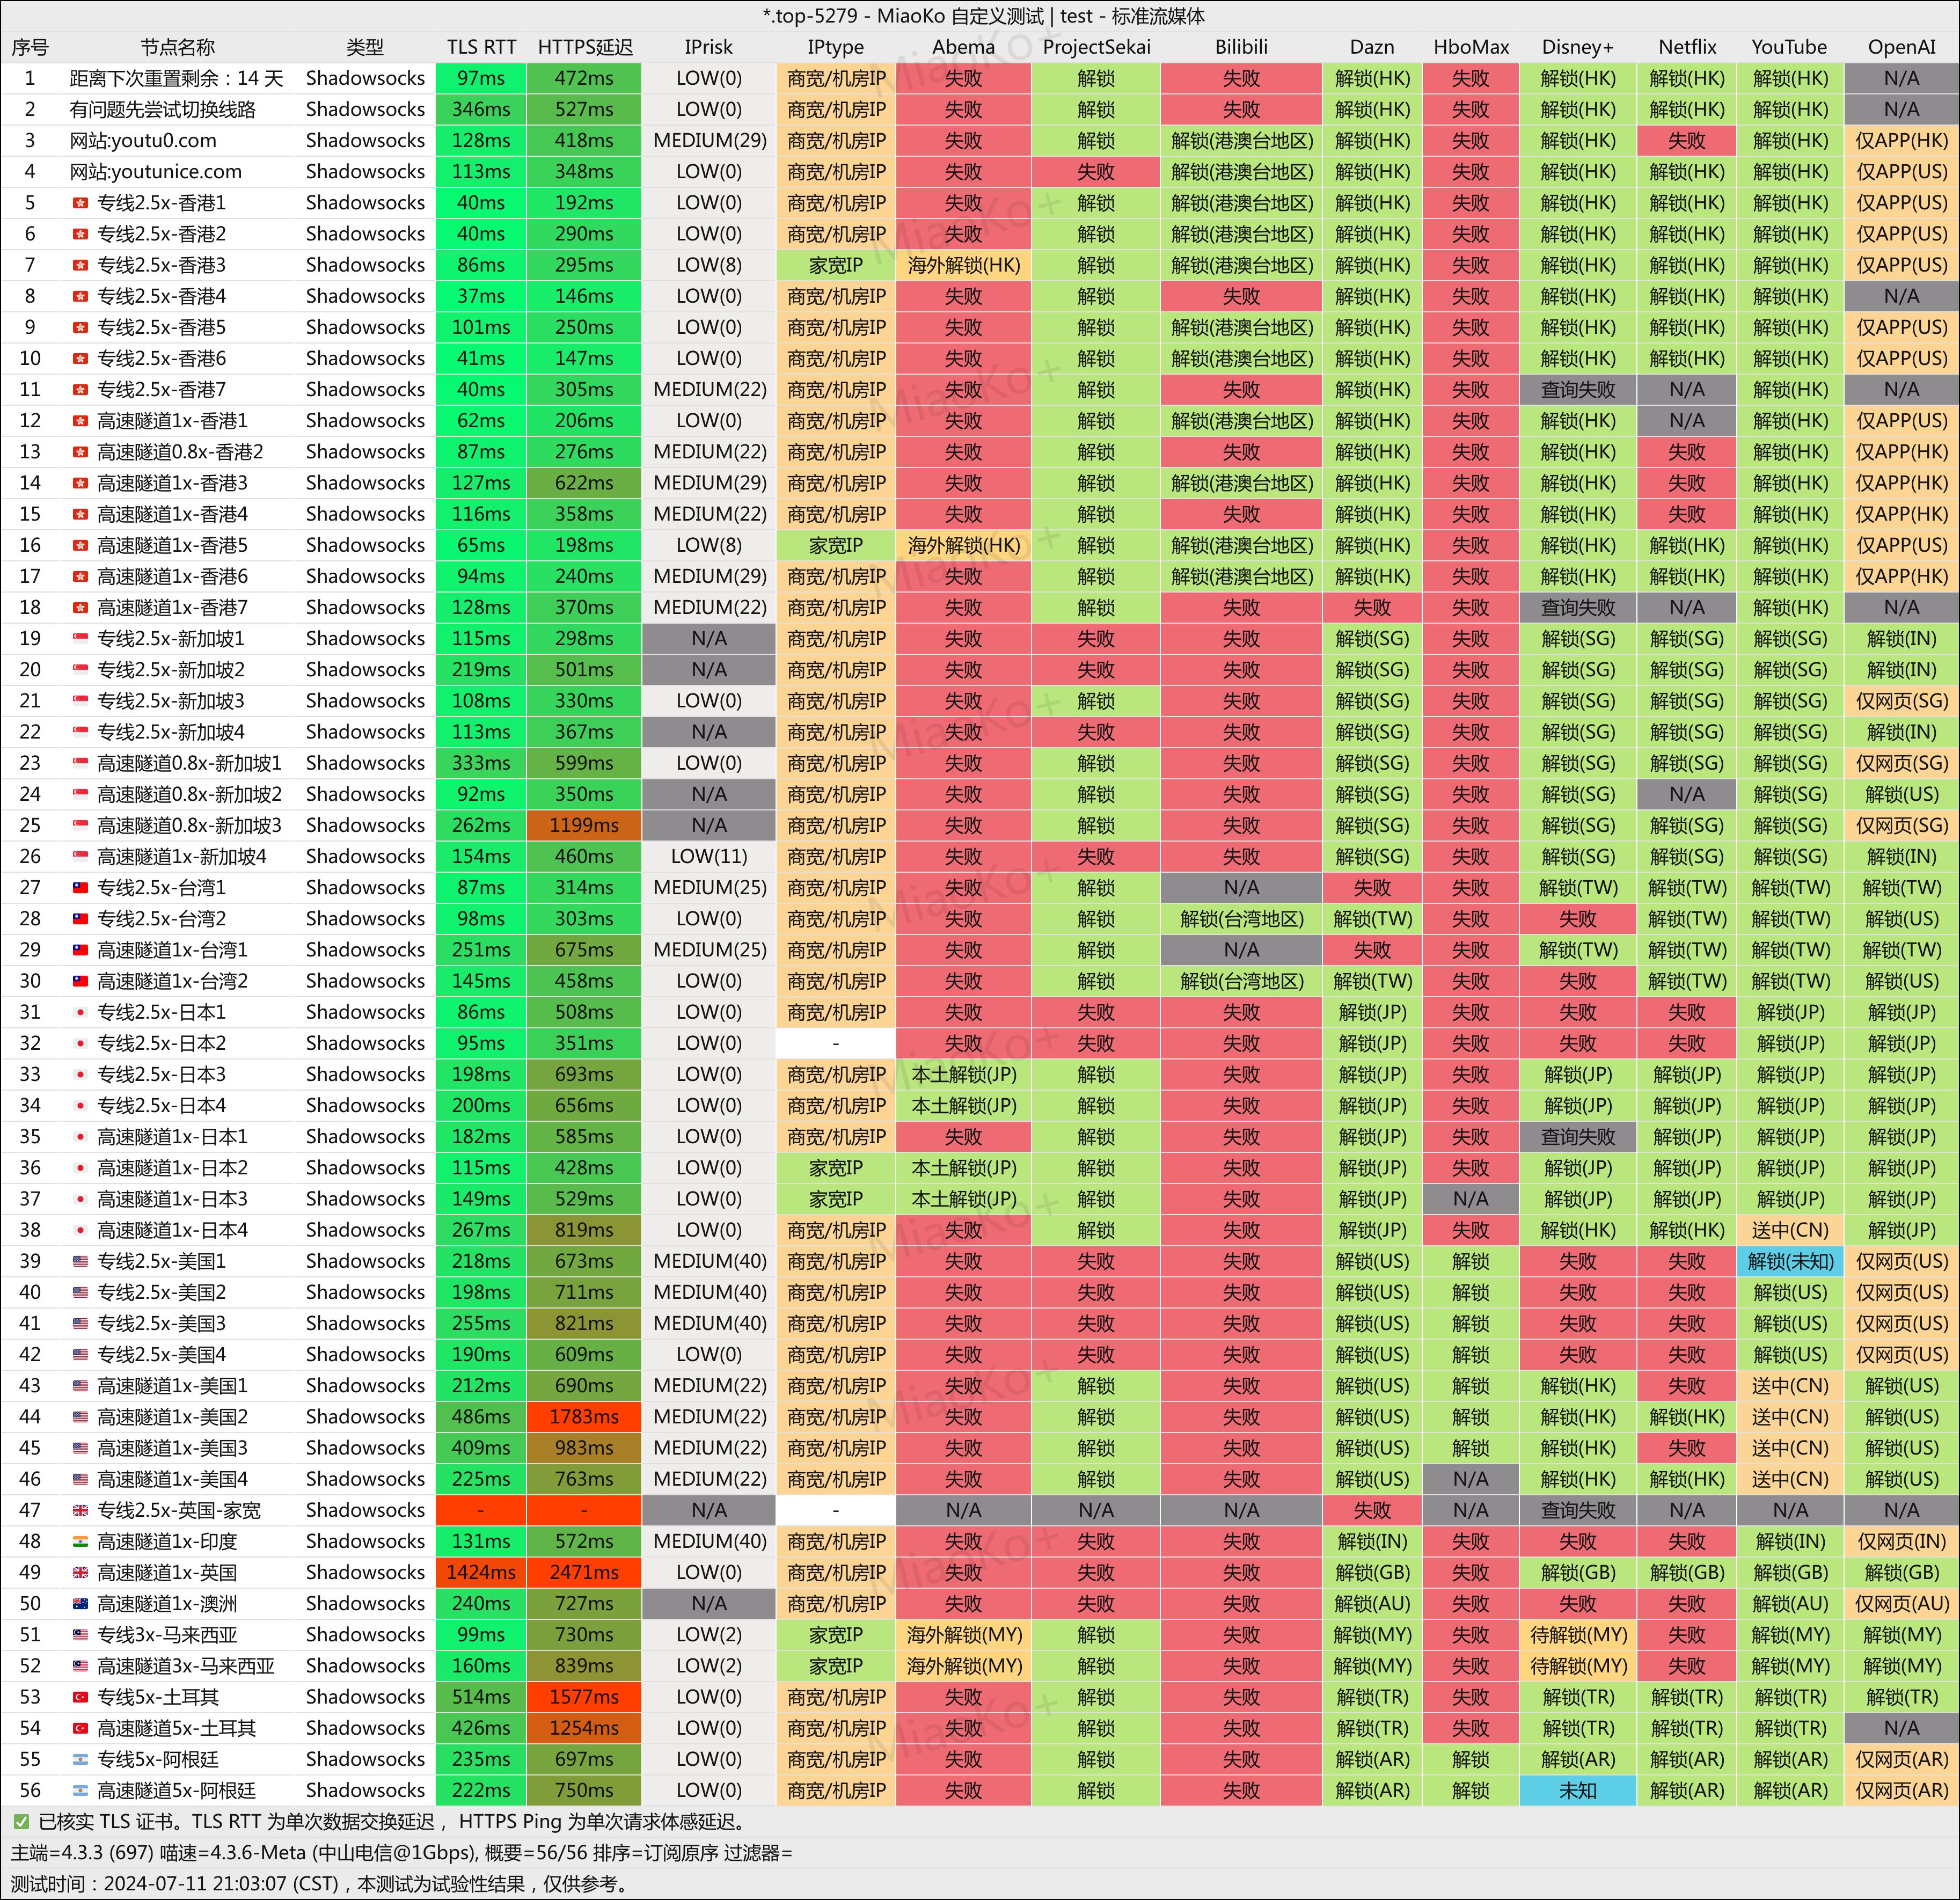 *.top-5279 - MiaoKo 自定义测试 | test - 标准流媒体
序号 节点名称 类型 TLS RTT HTTPS延迟 IPrisk IPtype Abema ProjectSekai Bilibili Dazn HboMax Disney+ Netflix YouTube OpenAI
1 距离下次重置剩余：14 天 Shadowsocks 97ms 472ms LOW(0) 商宽/机房IP 失败 解锁 失败 解锁(HK) 失败 解锁(HK) 解锁(HK) 解锁(HK) N/A
2 有问题先尝试切换线路 Shadowsocks 346ms 527ms LOW(0) 商宽/机房IP 失败 解锁 失败 解锁(HK) 失败 解锁(HK) 解锁(HK) 解锁(HK) N/A
3 网站:youtu0.com Shadowsocks 128ms 418ms MEDIUM(29) 商宽/机房IP 失败 解锁 解锁(港澳台地区) 解锁(HK) 失败 解锁(HK) 失败 解锁(HK) 仅APP(HK)
4 网站:youtunice.com Shadowsocks 113ms 348ms LOW(0) 商宽/机房IP 失败 失败 解锁(港澳台地区) 解锁(HK) 失败 解锁(HK) 解锁(HK) 解锁(HK) 仅APP(US)
5 专线2.5x-香港1 Shadowsocks 40ms 192ms LOW(0) 商宽/机房IP 失败 解锁 解锁(港澳台地区) 解锁(HK) 失败 解锁(HK) 解锁(HK) 解锁(HK) 仅APP(US)
6 专线2.5x-香港2 Shadowsocks 40ms 290ms LOW(0) 商宽/机房IP 失败 解锁 解锁(港澳台地区) 解锁(HK) 失败 解锁(HK) 解锁(HK) 解锁(HK) 仅APP(US)
7 专线2.5x-香港3 Shadowsocks 86ms 295ms LOW(8) 家宽IP 海外解锁(HK) 解锁 解锁(港澳台地区) 解锁(HK) 失败 解锁(HK) 解锁(HK) 解锁(HK) 仅APP(US)
8 专线2.5x-香港4 Shadowsocks 37ms 146ms LOW(0) 商宽/机房IP 失败 解锁 失败 解锁(HK) 失败 解锁(HK) 解锁(HK) 解锁(HK) N/A
9 专线2.5x-香港5 Shadowsocks 101ms 250ms LOW(0) 商宽/机房IP 失败 解锁 解锁(港澳台地区) 解锁(HK) 失败 解锁(HK) 解锁(HK) 解锁(HK) 仅APP(US)
10 专线2.5x-香港6 Shadowsocks 41ms 147ms LOW(0) 商宽/机房IP 失败 解锁 解锁(港澳台地区) 解锁(HK) 失败 解锁(HK) 解锁(HK) 解锁(HK) 仅APP(US)
11 专线2.5x-香港7 Shadowsocks 40ms 305ms MEDIUM(22) 商宽/机房IP 失败 解锁 失败 解锁(HK) 失败 查询失败 N/A 解锁(HK) N/A
12 高速隧道1x-香港1 Shadowsocks 62ms 206ms LOW(0) 商宽/机房IP 失败 解锁 解锁(港澳台地区) 解锁(HK) 失败 解锁(HK) N/A 解锁(HK) 仅APP(US)
13 高速隧道0.8x-香港2 Shadowsocks 87ms 276ms MEDIUM(22) 商宽/机房IP 失败 解锁 失败 解锁(HK) 失败 解锁(HK) 失败 解锁(HK) 仅APP(HK)
14 高速隧道1x-香港3 Shadowsocks 127ms 622ms MEDIUM(29) 商宽/机房IP 失败 解锁 解锁(港澳台地区) 解锁(HK) 失败 解锁(HK) 失败 解锁(HK) 仅APP(HK)
15 高速隧道1x-香港4 Shadowsocks 116ms 358ms MEDIUM(22) 商宽/机房IP 失败 解锁 失败 解锁(HK) 失败 解锁(HK) 失败 解锁(HK) 仅APP(HK)
16 高速隧道1x-香港5 Shadowsocks 65ms 198ms LOW(8) 家宽IP 海外解锁(HK) 解锁 解锁(港澳台地区) 解锁(HK) 失败 解锁(HK) 解锁(HK) 解锁(HK) 仅APP(US)
17 高速隧道1x-香港6 Shadowsocks 94ms 240ms MEDIUM(29) 商宽/机房IP 失败 解锁 解锁(港澳台地区) 解锁(HK) 失败 解锁(HK) 解锁(HK) 解锁(HK) 仅APP(HK)
18 高速隧道1x-香港7 Shadowsocks 128ms 370ms MEDIUM(22) 商宽/机房IP 失败 解锁 失败 失败 失败 查询失败 N/A 解锁(HK) N/A
19 专线2.5x-新加坡1 Shadowsocks 115ms 298ms N/A 商宽/机房IP 失败 失败 失败 解锁(SG) 失败 解锁(SG) 解锁(SG) 解锁(SG) 解锁(IN)
20 专线2.5x-新加坡2 Shadowsocks 219ms 501ms N/A 商宽/机房IP 失败 失败 失败 解锁(SG) 失败 解锁(SG) 解锁(SG) 解锁(SG) 解锁(IN)
21 专线2.5x-新加坡3 Shadowsocks 108ms 330ms LOW(0) 商宽/机房IP 失败 解锁 失败 解锁(SG) 失败 解锁(SG) 解锁(SG) 解锁(SG) 仅网页(SG)
22 专线2.5x-新加坡4 Shadowsocks 113ms 367ms N/A 商宽/机房IP 失败 失败 失败 解锁(SG) 失败 解锁(SG) 解锁(SG) 解锁(SG) 解锁(IN)
23 高速隧道0.8x-新加坡1 Shadowsocks 333ms 599ms LOW(0) 商宽/机房IP 失败 解锁 失败 解锁(SG) 失败 解锁(SG) 解锁(SG) 解锁(SG) 仅网页(SG)
24 高速隧道0.8x-新加坡2 Shadowsocks 92ms 350ms N/A 商宽/机房IP 失败 解锁 失败 解锁(SG) 失败 解锁(SG) N/A 解锁(SG) 解锁(US)
25 高速隧道0.8x-新加坡3 Shadowsocks 262ms 1199ms N/A 商宽/机房IP 失败 解锁 失败 解锁(SG) 失败 解锁(SG) 解锁(SG) 解锁(SG) 仅网页(SG)
26 高速隧道1x-新加坡4 Shadowsocks 154ms 460ms LOW(11) 商宽/机房IP 失败 失败 失败 解锁(SG) 失败 解锁(SG) 解锁(SG) 解锁(SG) 解锁(IN)
27 专线2.5x-台湾1 Shadowsocks 87ms 314ms MEDIUM(25) 商宽/机房IP 失败 解锁 N/A 失败 失败 解锁(TW) 解锁(TW) 解锁(TW) 解锁(TW)
28 专线2.5x-台湾2 Shadowsocks 98ms 303ms LOW(0) 商宽/机房IP 失败 解锁 解锁(台湾地区) 解锁(TW) 失败 失败 解锁(TW) 解锁(TW) 解锁(US)
29 高速隧道1x-台湾1 Shadowsocks 251ms 675ms MEDIUM(25) 商宽/机房IP 失败 解锁 N/A 失败 失败 解锁(TW) 解锁(TW) 解锁(TW) 解锁(TW)
30 高速隧道1x-台湾2 Shadowsocks 145ms 458ms LOW(0) 商宽/机房IP 失败 解锁 解锁(台湾地区) 解锁(TW) 失败 失败 解锁(TW) 解锁(TW) 解锁(US)
31 专线2.5x-日本1 Shadowsocks 86ms 508ms LOW(0) 商宽/机房IP 失败 失败 失败 解锁(JP) 失败 失败 失败 解锁(JP) 解锁(JP)
32 专线2.5x-日本2 Shadowsocks 95ms 351ms LOW(0) - 失败 失败 失败 解锁(JP) 失败 失败 失败 解锁(JP) 解锁(JP)
33 专线2.5x-日本3 Shadowsocks 198ms 693ms LOW(0) 商宽/机房IP 本土解锁(JP) 解锁 失败 解锁(JP) 失败 解锁(JP) 解锁(JP) 解锁(JP) 解锁(JP)
34 专线2.5x-日本4 Shadowsocks 200ms 656ms LOW(0) 商宽/机房IP 本土解锁(JP) 解锁 失败 解锁(JP) 失败 解锁(JP) 解锁(JP) 解锁(JP) 解锁(JP)
35 高速隧道1x-日本1 Shadowsocks 182ms 585ms LOW(0) 商宽/机房IP 失败 解锁 失败 解锁(JP) 失败 查询失败 解锁(JP) 解锁(JP) 解锁(JP)
36 高速隧道1x-日本2 Shadowsocks 115ms 428ms LOW(0) 家宽IP 本土解锁(JP) 解锁 失败 解锁(JP) 失败 解锁(JP) 解锁(JP) 解锁(JP) 解锁(JP)
37 高速隧道1x-日本3 Shadowsocks 149ms 529ms LOW(0) 家宽IP 本土解锁(JP) 解锁 失败 解锁(JP) N/A 解锁(JP) 解锁(JP) 解锁(JP) 解锁(JP)
38 高速隧道1x-日本4 Shadowsocks 267ms 819ms LOW(0) 商宽/机房IP 失败 解锁 失败 解锁(JP) 失败 解锁(HK) 解锁(HK) 送中(CN) 解锁(JP)
39 专线2.5x-美国1 Shadowsocks 218ms 673ms MEDIUM(40) 商宽/机房IP 失败 失败 失败 解锁(US) 解锁 失败 失败 解锁(未知) 仅网页(US)
40 专线2.5x-美国2 Shadowsocks 198ms 711ms MEDIUM(40) 商宽/机房IP 失败 失败 失败 解锁(US) 解锁 失败 失败 解锁(US) 仅网页(US)
41 专线2.5x-美国3 Shadowsocks 255ms 821ms MEDIUM(40) 商宽/机房IP 失败 失败 失败 解锁(US) 解锁 失败 失败 解锁(US) 仅网页(US)
42 专线2.5x-美国4 Shadowsocks 190ms 609ms LOW(0) 商宽/机房IP 失败 失败 失败 解锁(US) 解锁 失败 失败 解锁(US) 仅网页(US)
43 高速隧道1x-美国1 Shadowsocks 212ms 690ms MEDIUM(22) 商宽/机房IP 失败 解锁 失败 解锁(US) 解锁 解锁(HK) 失败 送中(CN) 解锁(US)
44 高速隧道1x-美国2 Shadowsocks 486ms 1783ms MEDIUM(22) 商宽/机房IP 失败 解锁 失败 解锁(US) 解锁 解锁(HK) 解锁(HK) 送中(CN) 解锁(US)
45 高速隧道1x-美国3 Shadowsocks 409ms 983ms MEDIUM(22) 商宽/机房IP 失败 解锁 失败 解锁(US) 解锁 解锁(HK) 失败 送中(CN) 解锁(US)
46 高速隧道1x-美国4 Shadowsocks 225ms 763ms MEDIUM(22) 商宽/机房IP 失败 解锁 失败 解锁(US) N/A 解锁(HK) 解锁(HK) 送中(CN) 解锁(US)
47 专线2.5x-英国-家宽 Shadowsocks - - N/A - N/A N/A N/A 失败 N/A 查询失败 N/A N/A N/A
48 高速隧道1x-印度 Shadowsocks 131ms 572ms MEDIUM(40) 商宽/机房IP 失败 失败 失败 解锁(IN) 失败 失败 失败 解锁(IN) 仅网页(IN)
49 高速隧道1x-英国 Shadowsocks 1424ms 2471ms LOW(0) 商宽/机房IP 失败 失败 失败 解锁(GB) 失败 解锁(GB) 解锁(GB) 解锁(GB) 解锁(GB)
50 高速隧道1x-澳洲 Shadowsocks 240ms 727ms N/A 商宽/机房IP 失败 失败 失败 解锁(AU) 失败 失败 失败 解锁(AU) 仅网页(AU)
51 专线3x-马来西亚 Shadowsocks 99ms 730ms LOW(2) 家宽IP 海外解锁(MY) 解锁 失败 解锁(MY) 失败 待解锁(MY) 失败 解锁(MY) 解锁(MY)
52 高速隧道3x-马来西亚 Shadowsocks 160ms 839ms LOW(2) 家宽IP 海外解锁(MY) 解锁 失败 解锁(MY) 失败 待解锁(MY) 失败 解锁(MY) 解锁(MY)
53 专线5x-土耳其 Shadowsocks 514ms 1577ms LOW(0) 商宽/机房IP 失败 解锁 失败 解锁(TR) 失败 解锁(TR) 解锁(TR) 解锁(TR) 解锁(TR)
54 高速隧道5x-土耳其 Shadowsocks 426ms 1254ms LOW(0) 商宽/机房IP 失败 解锁 失败 解锁(TR) 失败 解锁(TR) 解锁(TR) 解锁(TR) N/A
55 专线5x-阿根廷 Shadowsocks 235ms 697ms LOW(0) 商宽/机房IP 失败 解锁 失败 解锁(AR) 解锁 解锁(AR) 解锁(AR) 解锁(AR) 仅网页(AR)
56 高速隧道5x-阿根廷 Shadowsocks 222ms 750ms LOW(0) 商宽/机房IP 失败 解锁 失败 解锁(AR) 解锁 未知 解锁(AR) 解锁(AR) 仅网页(AR)
✅ 已核实 TLS 证书。TLS RTT 为单次数据交换延迟， HTTPS Ping 为单次请求体感延迟。
主端=4.3.3 (697) 喵速=4.3.6-Meta (中山电信@1Gbps), 概要=56/56 排序=订阅原序 过滤器=
测试时间：2024-07-11 21:03:07 (CST)，本测试为试验性结果，仅供参考。